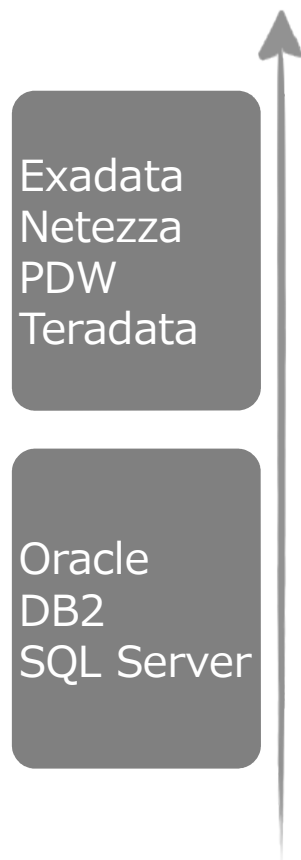 Exadata
Netezza
PDW
Teradata
Oracle
DB2
SQL Server